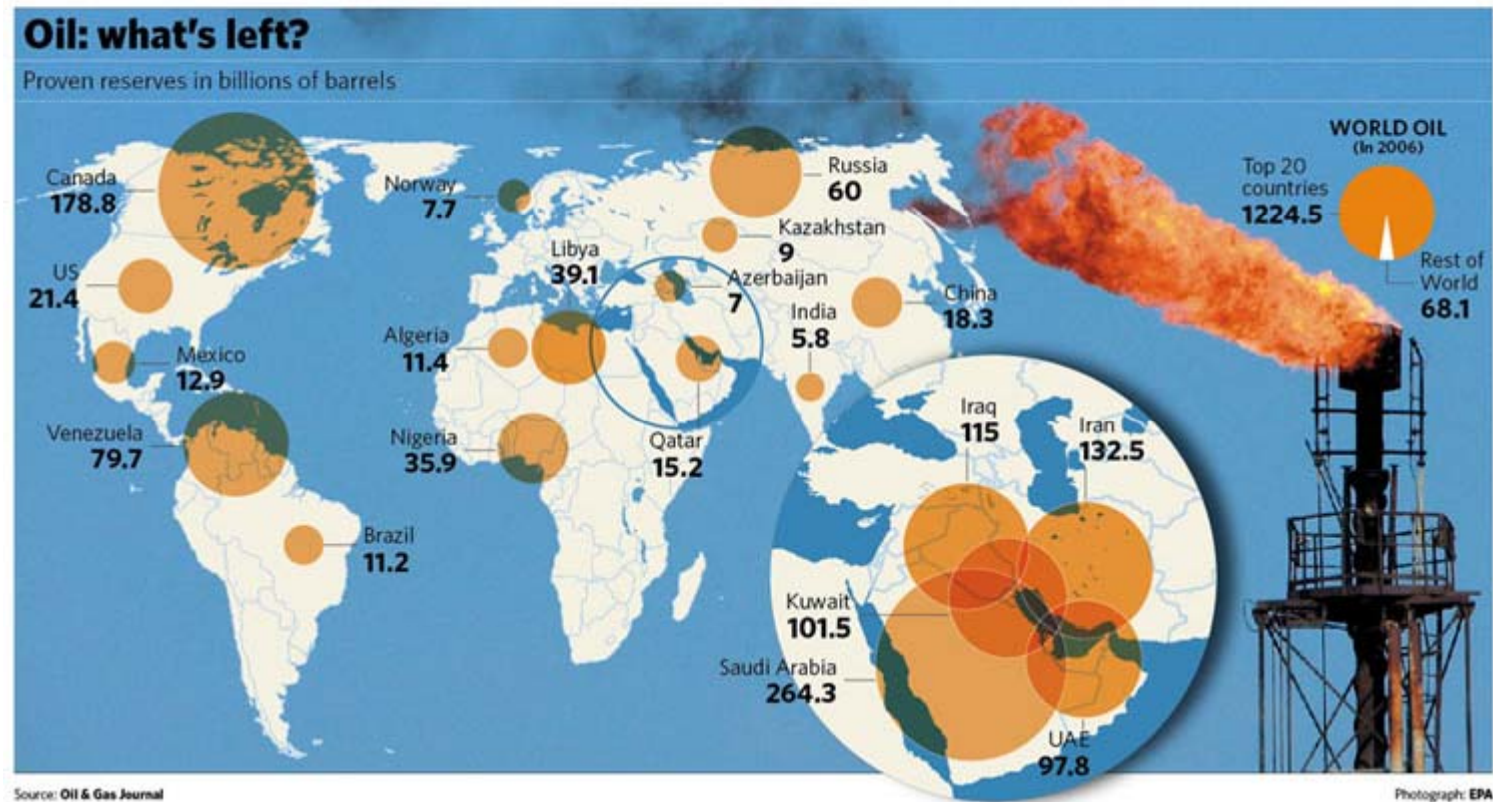 Oil: what's left?
Proven reserves in billions of barrels
Canada
178.8
US
21.4
Mexico
12.9
Venezuela
79.7
Brazil
11.2
Norway
7.7
Libya
39.1
Algeria
11.4
Nigeria
35.9
Russia
60
Kazakhstan
9
Azerbaijan
7
India
5.8
China
18.3
Qatar
15.2
Iraq
115
Iran
132.5
Kuwait
101.5
Saudi Arabia
264.3
UAE
97.8
WORLD OIL
(In 2006)
Top 20
countries
1224.5
Rest of
World
68.1
Source: Oil & Gas Journal
Photograph: EPA